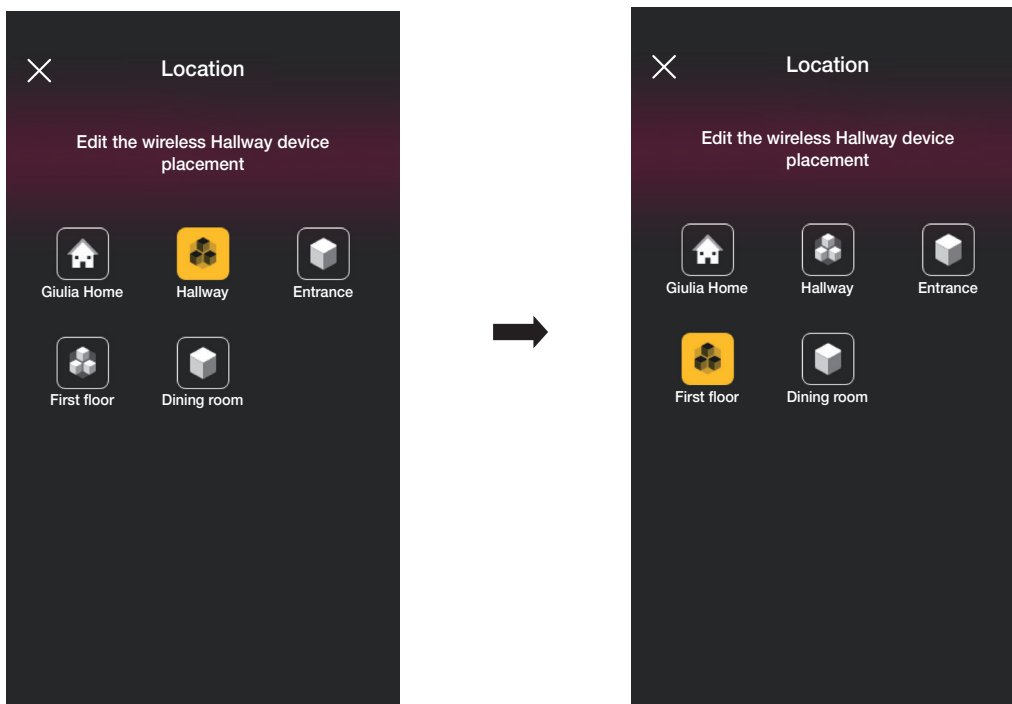 Location
Edit the wireless Hallway device
placement
Giulia Home
Hallway
Entrance
First floor
Dining room
Location
Edit the wireless Hallway device
placement
Giulia Home
Hallway
Entrance
First floor
Dining room